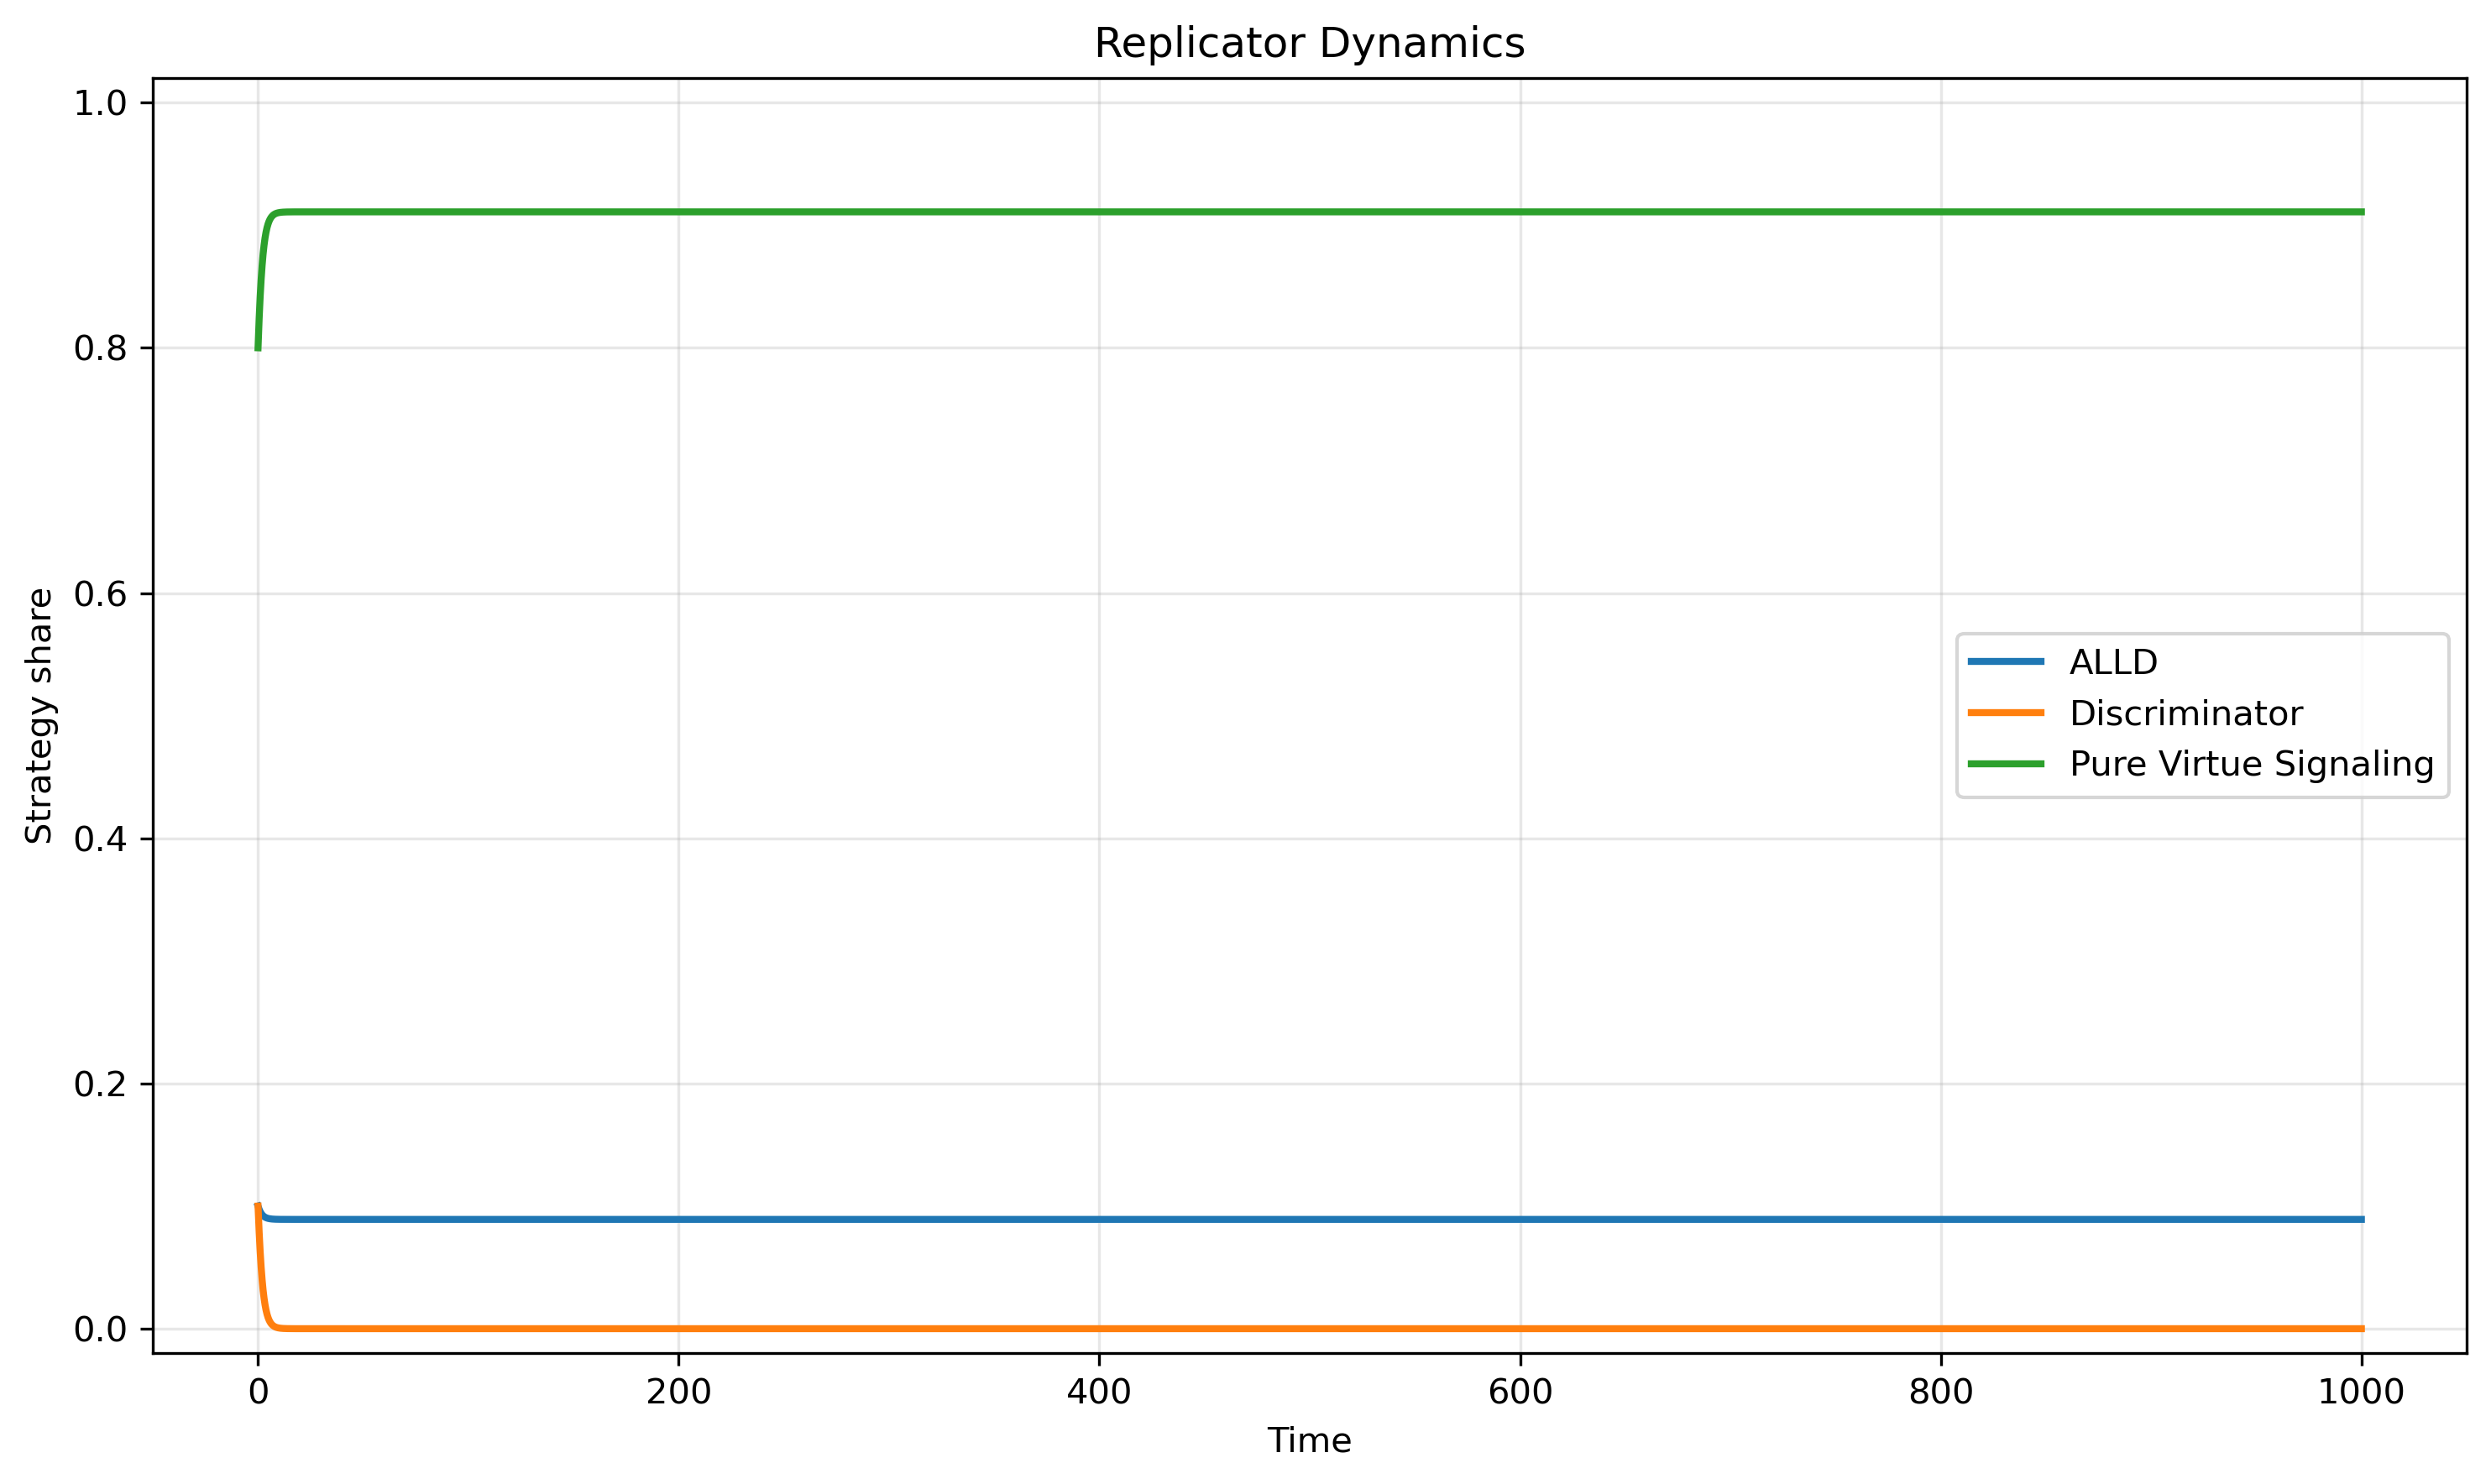 Replicator Dynamics
Strategy share
1.0
0.8
0.6
0.4
0.2
0.0
ALLD
Discriminator
Pure Virtue Signaling
0 200 400 600 800 1000
Time